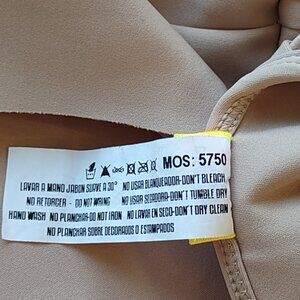 MOS: 5750
LAVAR A MANO JABON SUAVE A 30° NO USAR BLANQUEADOR-DON'T BLEACH.
NO RETORCER - DO NOT WRING NO USAR SECADORA-DON'T TUMBLE DRY
HAND WASH NO PLANCHAR-DO NOT IRON NO LAVAR EN SECO-DON'T DRY CLEAN
NO PLANCHAR SOBRE DECORADOS O ESTAMPADOS